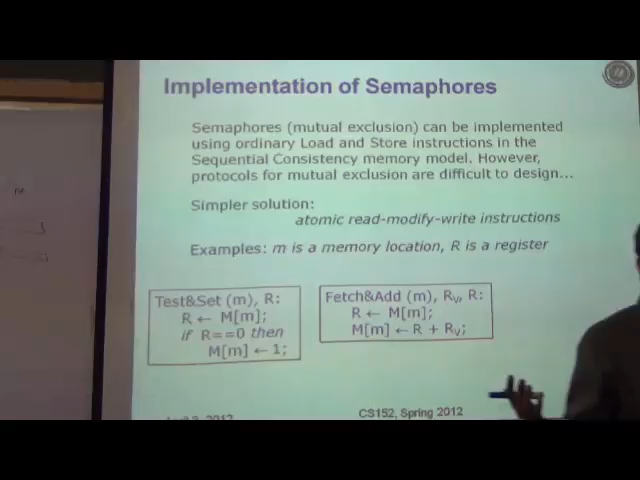 Implementation of Semaphores
Semaphores (mutual exclusion) can be implemented
using ordinary Load and Store instructions in the
Sequential Consistency memory model. However,
protocols for mutual exclusion are difficult to design...
Simpler solution:
atomic read-modify-write instructions
Examples: m is a memory location, R is a register
Test&Set (m), R:
R ← M[m];
if R==0 then
M[m] ← 1;
Fetch&Add (m), Rv, R:
R ← M[m];
M[m] ← R + Rv;
2012
CS152, Spring 2012